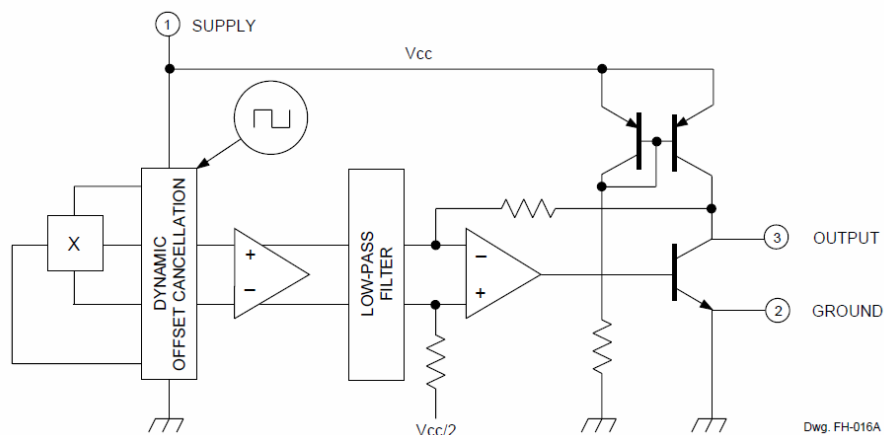 1 SUPPLY
Vcc
X
DYNAMIC
OFFSET CANCELLATION
+
−
LOW-PASS
FILTER
−
+
Vcc/2
3 OUTPUT
2 GROUND
Dwg. FH-016A